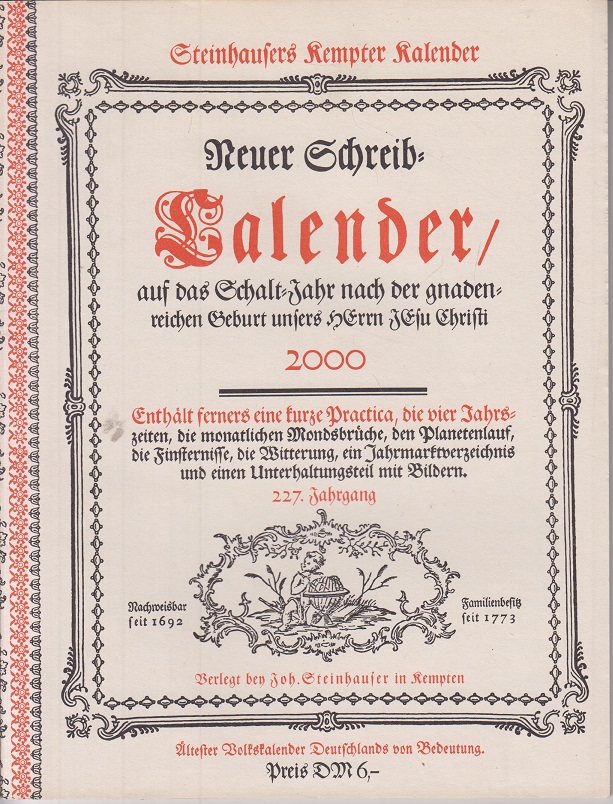 Steinhausers Kempter Kalender
Neuer Schreib=
Calender/
auf das Schalt=Jahr nach der gnaden=
reichen Geburt unsers HErrn JEsu Christi
2000
Enthält ferners eine kurze Practica, die vier Jahrs=
zeiten, die monatlichen Mondsbrüche, den Planetenlauf,
die Finsternisse, die Witterung, ein Jahrmarktverzeichnis
und einen Unterhaltungsteil mit Bildern.
227. Jahrgang
Nachweisbar
seit 1692
Familienbesitz
seit 1773
Verlegt bey Joh. Steinhauser in Kempten
Ältester Volkskalender Deutschlands von Bedeutung.
Preis DM 6,–